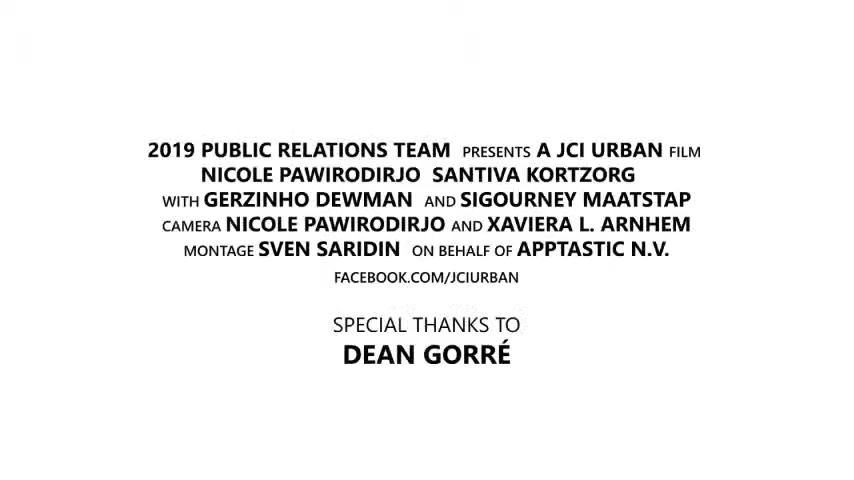 2019 PUBLIC RELATIONS TEAM PRESENTS A JCI URBAN FILM
NICOLE PAWIRODIRJO SANTIVA KORTZORG
WITH GERZINHO DEWMAN AND SIGOURNEY MAATSTAP
CAMERA NICOLE PAWIRODIRJO AND XAVIERA L. ARNHEM
MONTAGE SVEN SARIDIN ON BEHALF OF APPTASTIC N.V.
FACEBOOK.COM/JCIURBAN
SPECIAL THANKS TO
DEAN GORRÉ